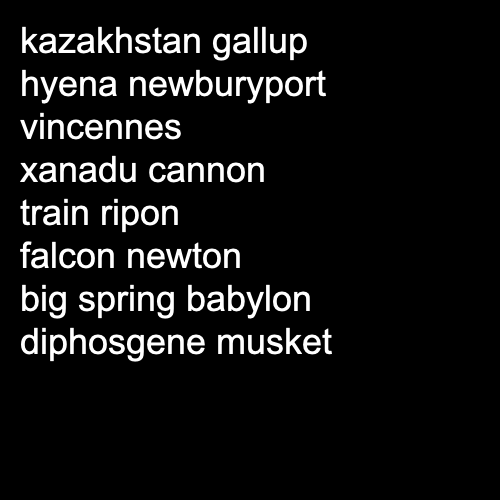 kazakhstan gallup
hyena newburyport
vincennes
xanadu cannon
train ripon
falcon newton
big spring babylon
diphosgene musket